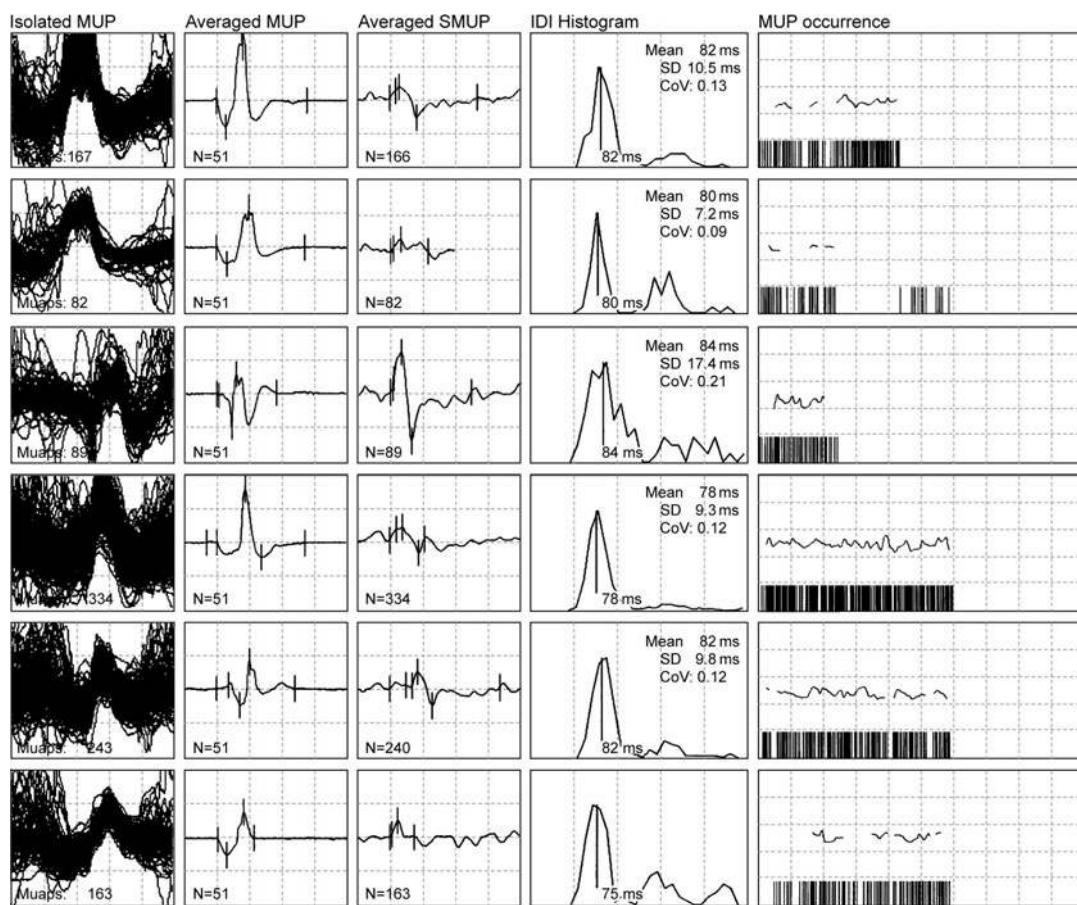 Isolated MUP Averaged MUP Averaged SMUP IDI Histogram MUP occurrence
Mean 82 ms
SD 10.5 ms
CoV: 0.13
Muaps: 167 N=51 N=166 82 ms
Mean 80 ms
SD 7.2 ms
CoV: 0.09
Muaps: 82 N=51 N=82 80 ms
Mean 84 ms
SD 17.4 ms
CoV: 0.21
Muaps: 89 N=51 N=89 84 ms
Mean 78 ms
SD 9.3 ms
CoV: 0.12
Muaps: 334 N=51 N=334 78 ms
Mean 82 ms
SD 9.8 ms
CoV: 0.12
Muaps: 243 N=51 N=240 82 ms
Muaps: 163 N=51 N=163 75 ms